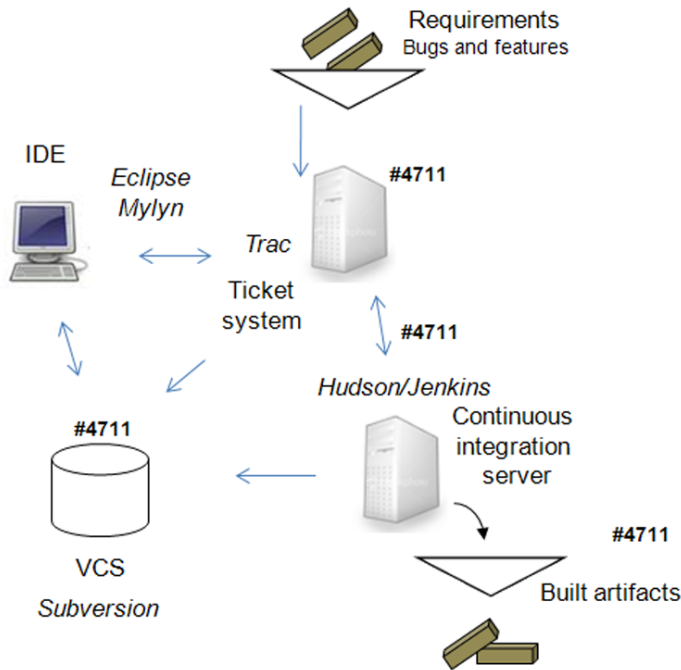 Requirements
Bugs and features
IDE
Eclipse
Mylyn
#4711
Trac
Ticket
system
#4711
Hudson/Jenkins
Continuous
integration
server
#4711
VCS
Subversion
#4711
Built artifacts